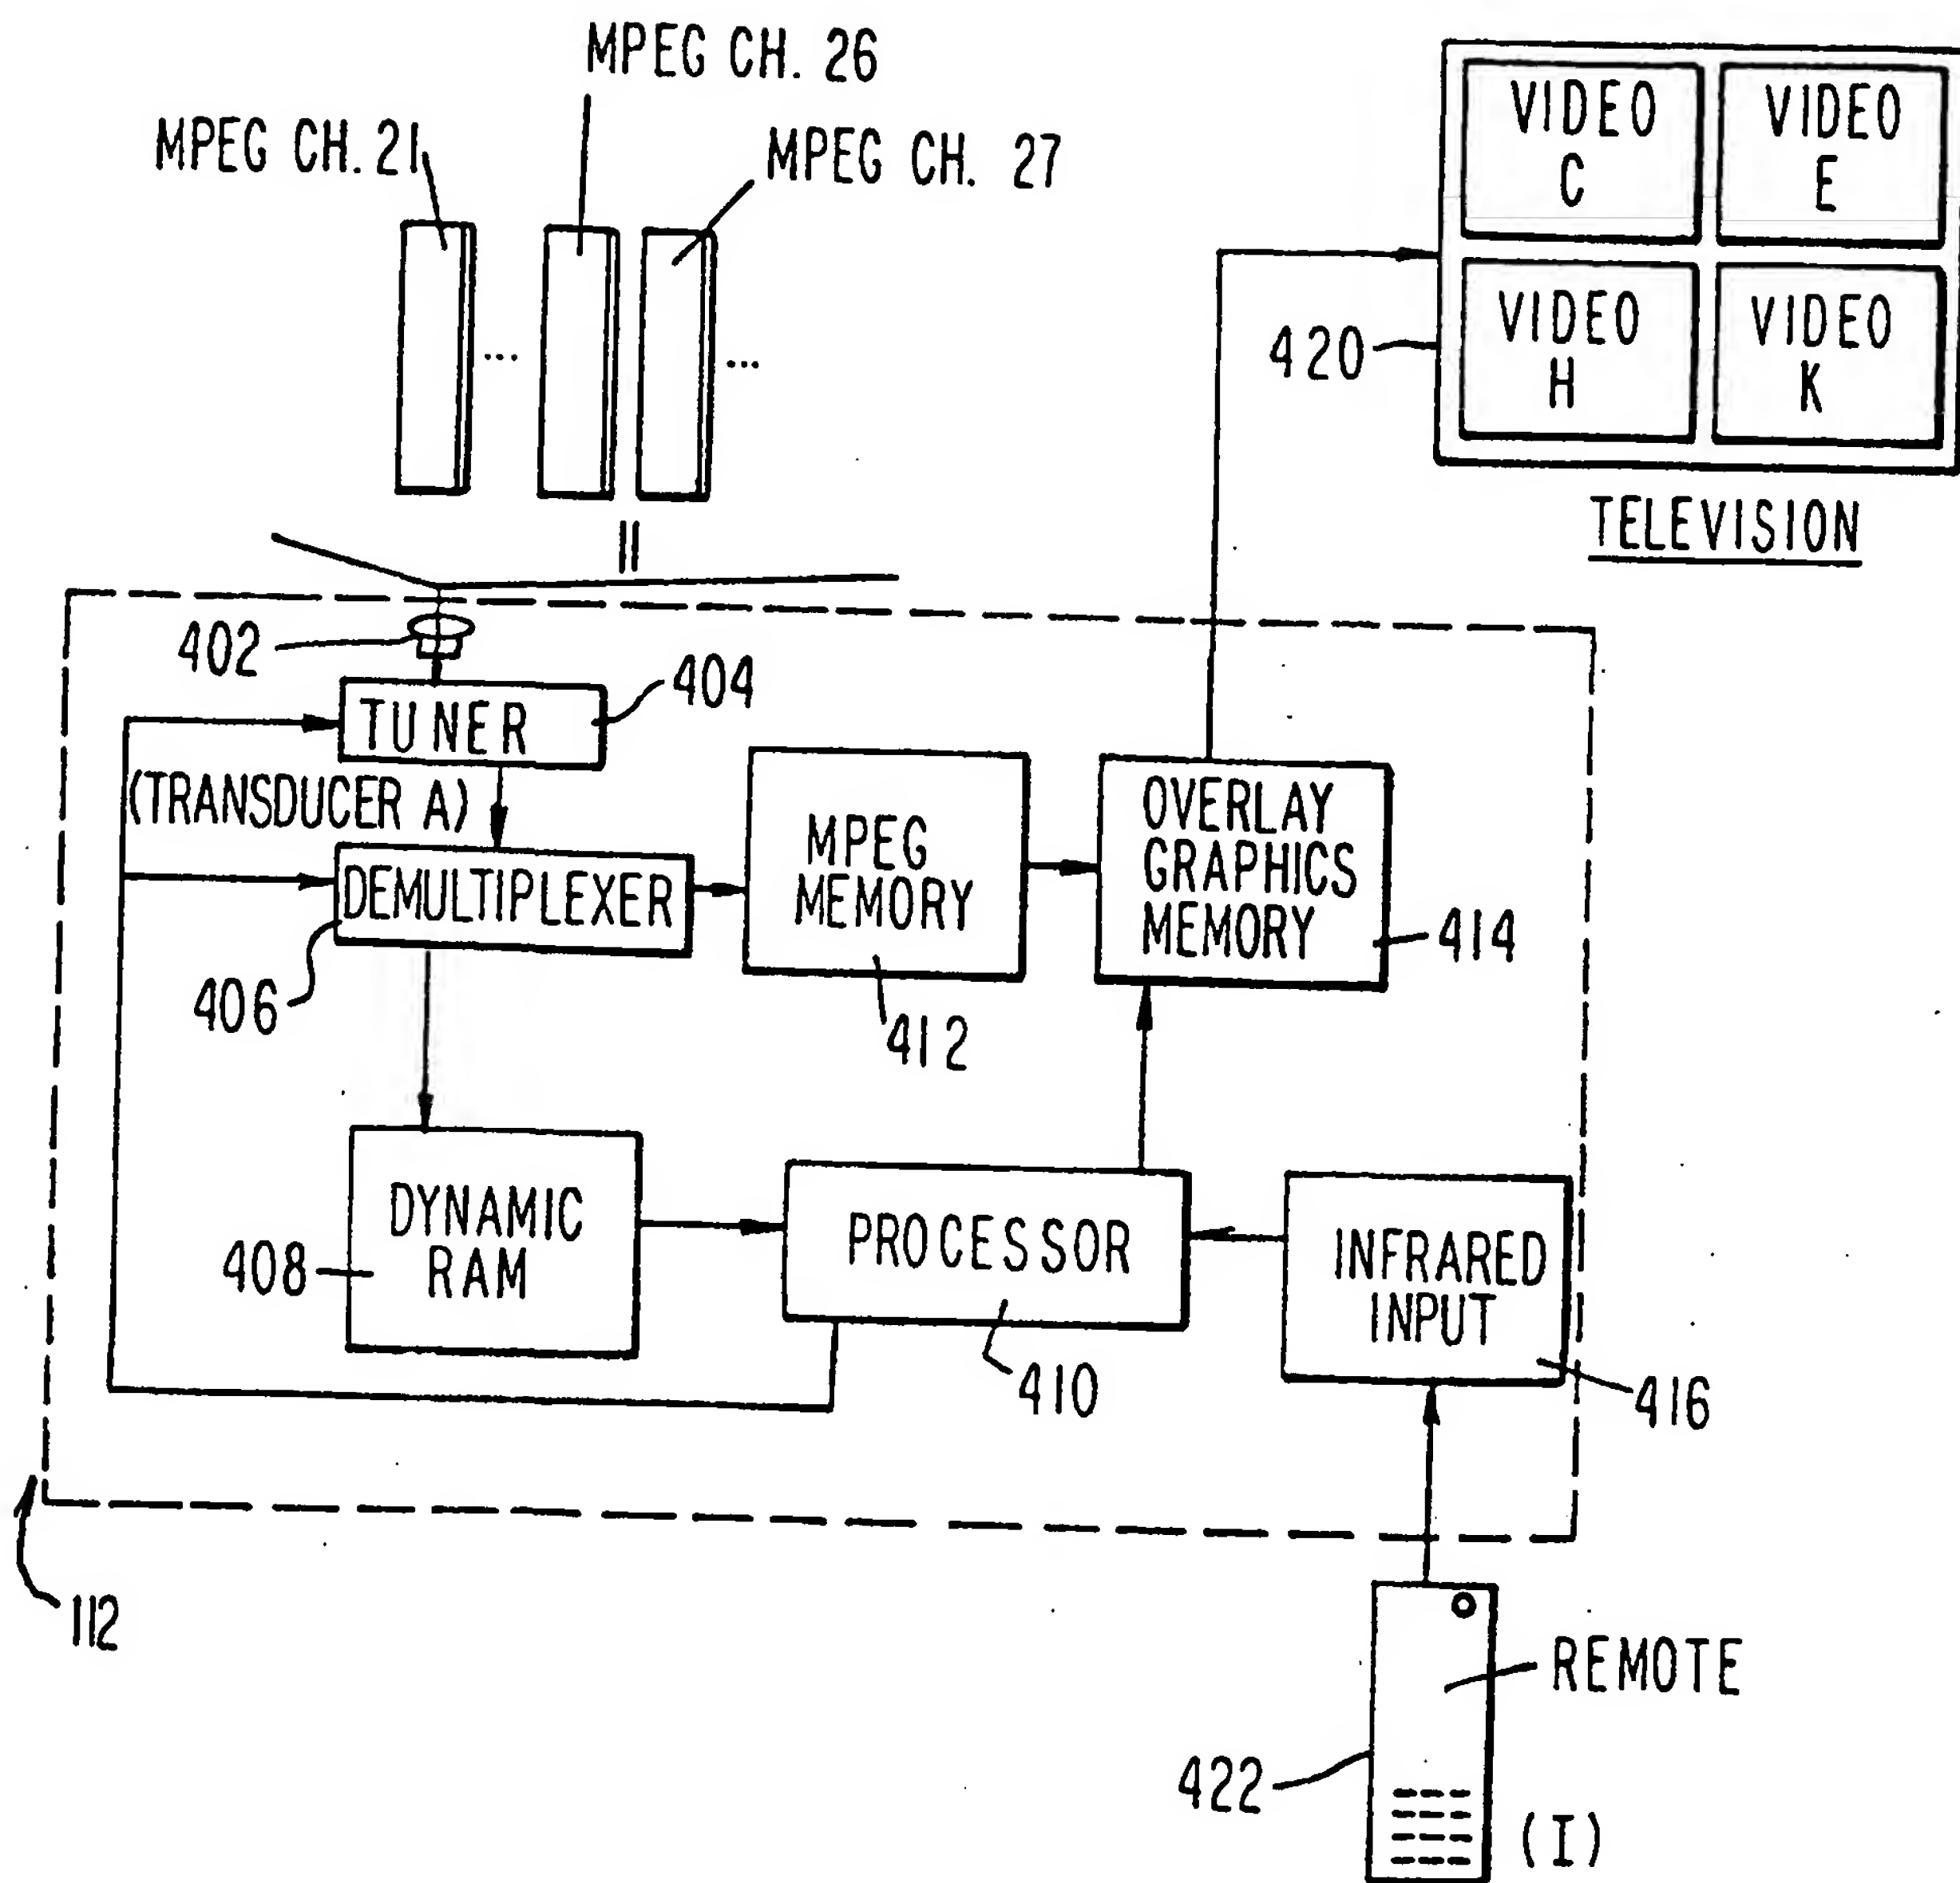 MPEG CH. 26
MPEG CH. 21
MPEG CH. 27
VIDEO
C
VIDEO
E
VIDEO
H
VIDEO
K
420
TELEVISION
402
404
TUNER
(TRANSDUCER A)
DEMULTIPLEXER
406
MPEG
MEMORY
412
OVERLAY
GRAPHICS
MEMORY
414
DYNAMIC
RAM
408
PROCESSOR
410
INFRARED
INPUT
416
112
REMOTE
422
(I)